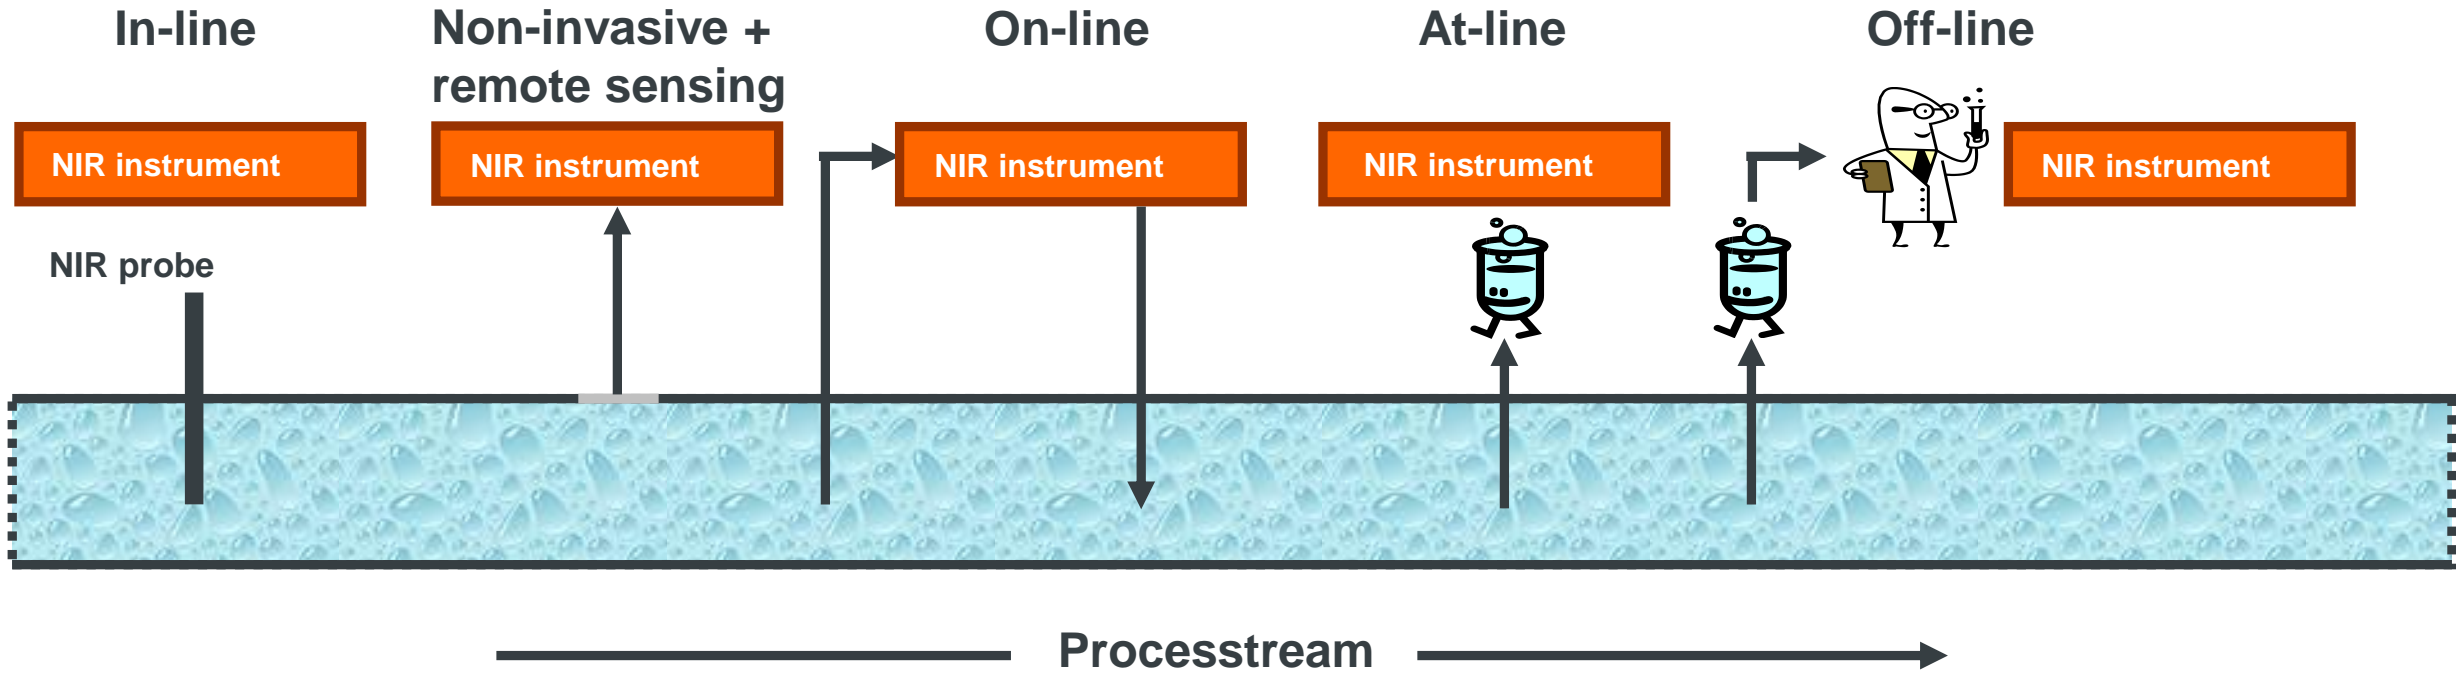 In-line
Non-invasive +
remote sensing
On-line
At-line
Off-line
NIR instrument
NIR instrument
NIR instrument
NIR instrument
NIR instrument
NIR probe
Processtream